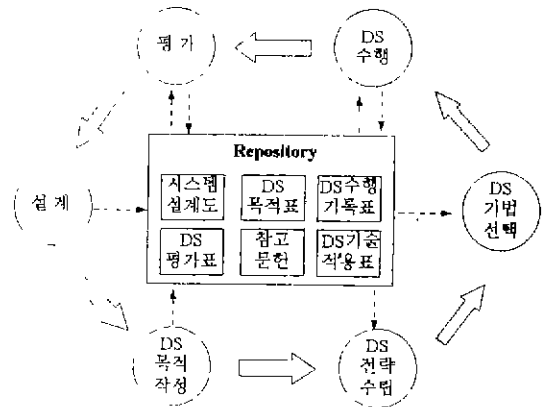 평 가
DS
수행
Repository
시스템
설계도
DS
목적표
DS수행
기록표
DS
평가표
참고
문헌
DS기술
적용표
설 계
DS
기법
선택
DS
목적
작성
DS
전략
수립